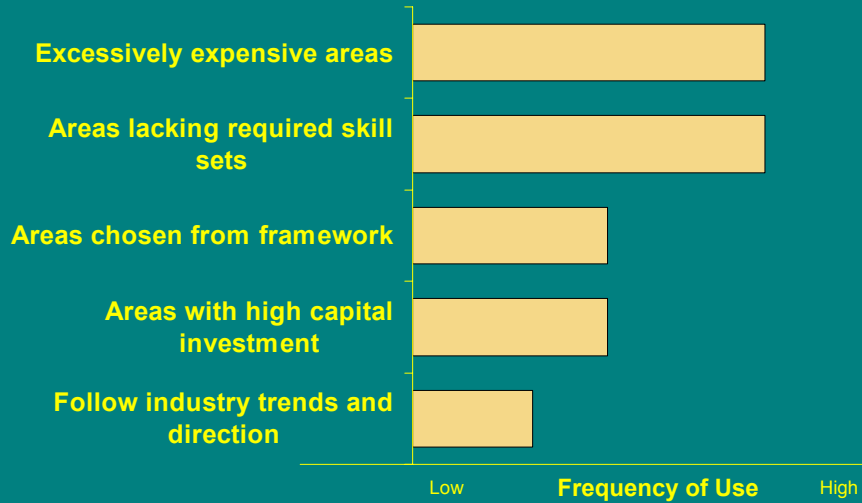 Excessively expensive areas
Areas lacking required skill
sets
Areas chosen from framework
Areas with high capital
investment
Follow industry trends and
direction
Low Frequency of Use High